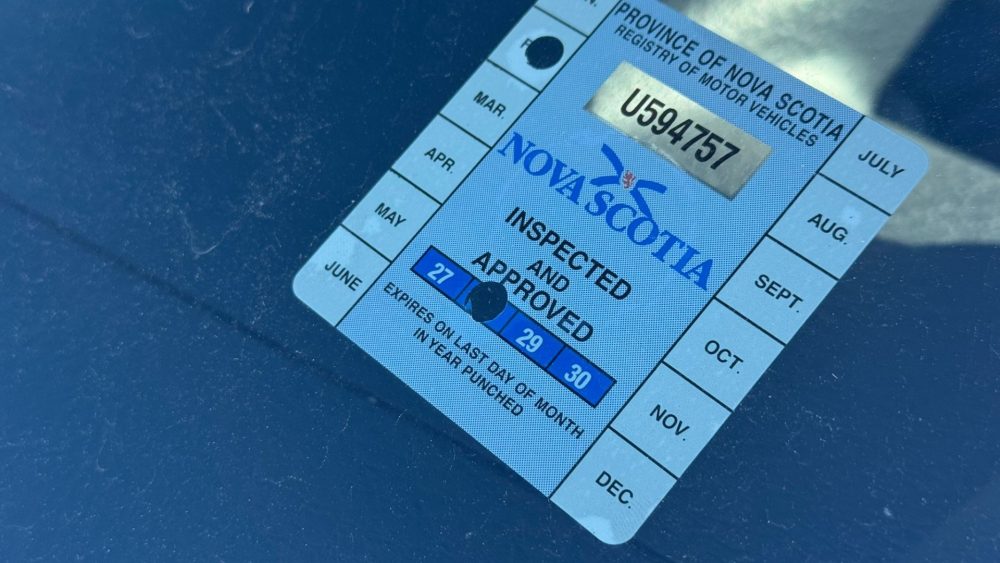 PROVINCE OF NOVA SCOTIA
REGISTRY OF MOTOR VEHICLES
U594757
NOVA SCOTIA
INSPECTED
AND
APPROVED
27 29 30
EXPIRES ON LAST DAY OF MONTH
IN YEAR PUNCHED
MAR.
APR.
MAY
JUNE
JULY
AUG.
SEPT.
OCT.
NOV.
DEC.